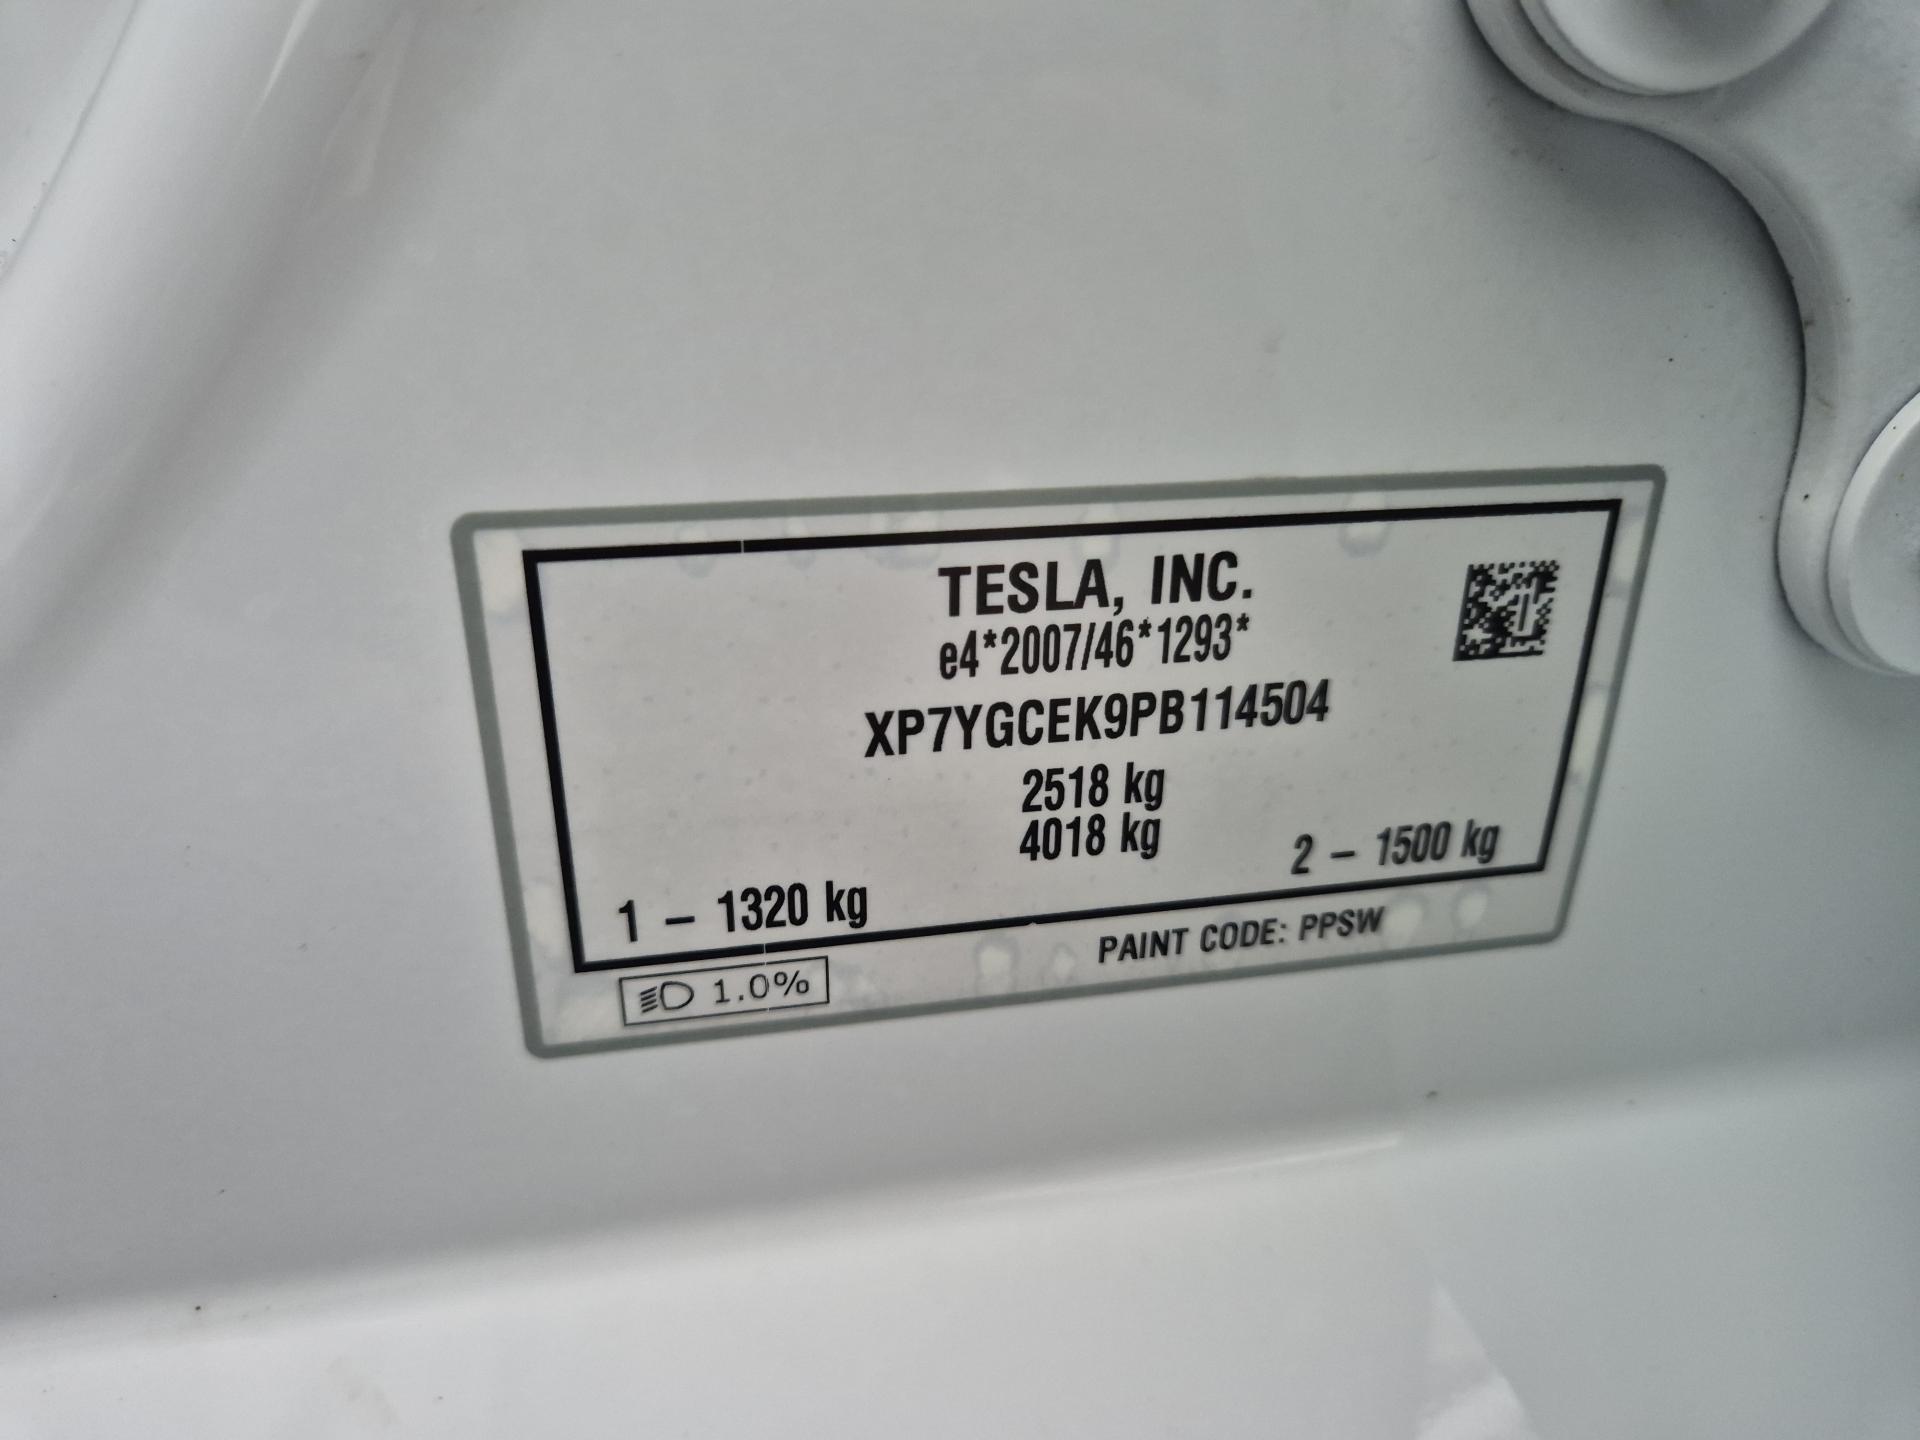 TESLA, INC.
e4*2007/46*1293*
XP7YGCEK9PB114504
2518 kg
4018 kg
1 – 1320 kg
2 – 1500 kg
1.0%
PAINT CODE: PPSW